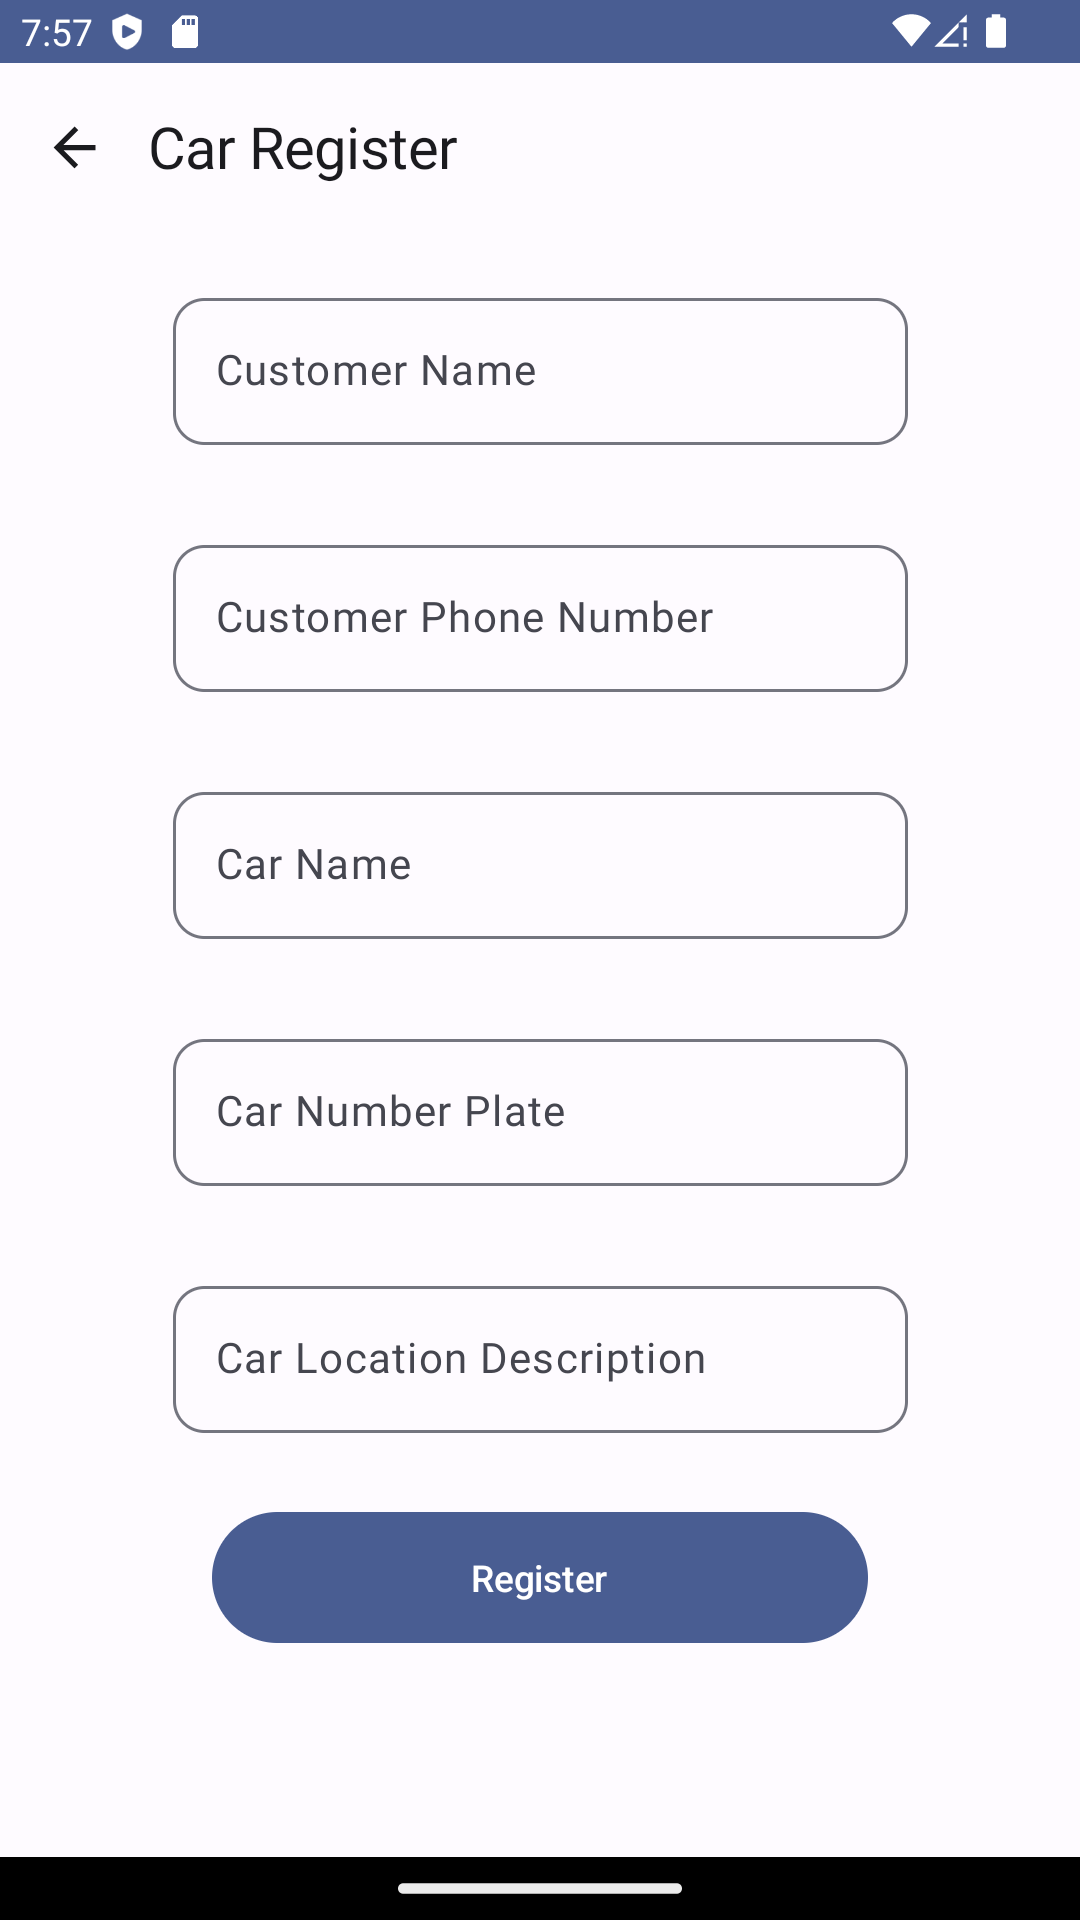 7:57
Car Register
Customer Name
Customer Phone Number
Car Name
Car Number Plate
Car Location Description
Register